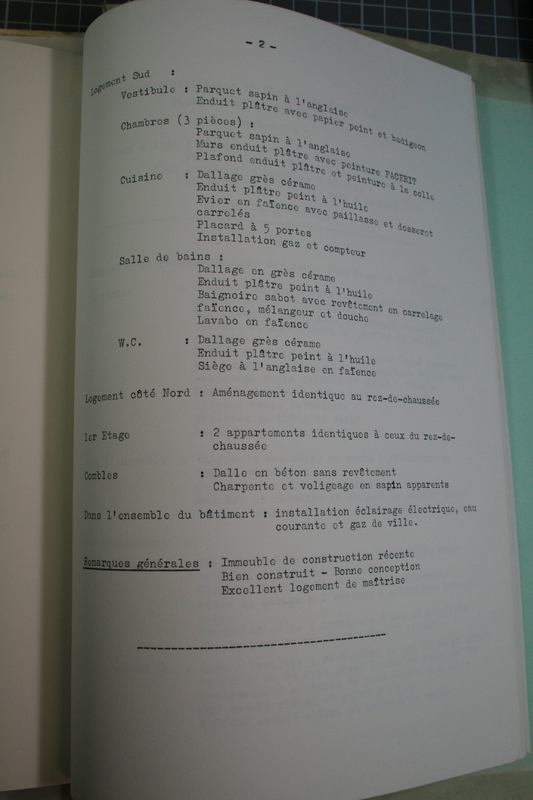 - 2 -
Logement Sud :
Vestibule : Parquet sapin à l'anglaise
Enduit plâtre avec papier peint et badigeon
Chambres (3 pièces) :
Parquet sapin à l'anglaise
Murs enduit plâtre avec peinture FACEBIT
Plafond enduit plâtre et peinture à la colle
Cuisine : Dallage grès cérame
Enduit plâtre peint à l'huile
Evier en faïence avec paillasse et dosseret
carrelés
Placard à 5 portes
Installation gaz et compteur
Salle de bains :
Dallage en grès cérame
Enduit plâtre peint à l'huile
Baignoire sabot avec revêtement en carrelage
faïence, mélangeur et douche
Lavabo en faïence
W.C. : Dallage grès cérame
Enduit plâtre peint à l'huile
Siège à l'anglaise en faïence
Logement côté Nord : Aménagement identique au rez-de-chaussée
1er Etage : 2 appartements identiques à ceux du rez-de-
chaussée
Combles : Dalle en béton sans revêtement
Charpente et voligeage en sapin apparents
Dans l'ensemble du bâtiment : installation éclairage électrique, eau
courante et gaz de ville.
Remarques générales : Immeuble de construction récente
Bien construit - Bonne conception
Excellent logement de maîtrise